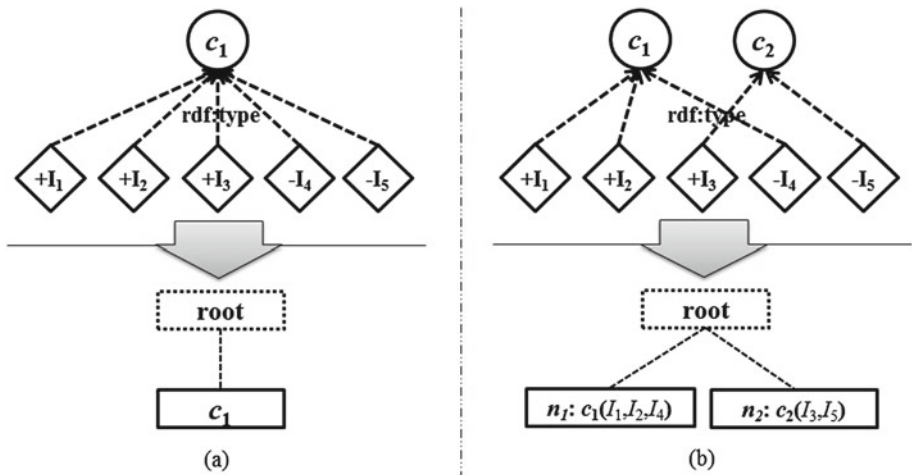 c₁
rdf:type
+I₁ +I₂ +I₃ -I₄ -I₅
root
c₁
(a)
c₁ c₂
rdf:type
+I₁ +I₂ +I₃ -I₄ -I₅
root
n₁: c₁(I₁,I₂,I₄) n₂: c₂(I₃,I₅)
(b)